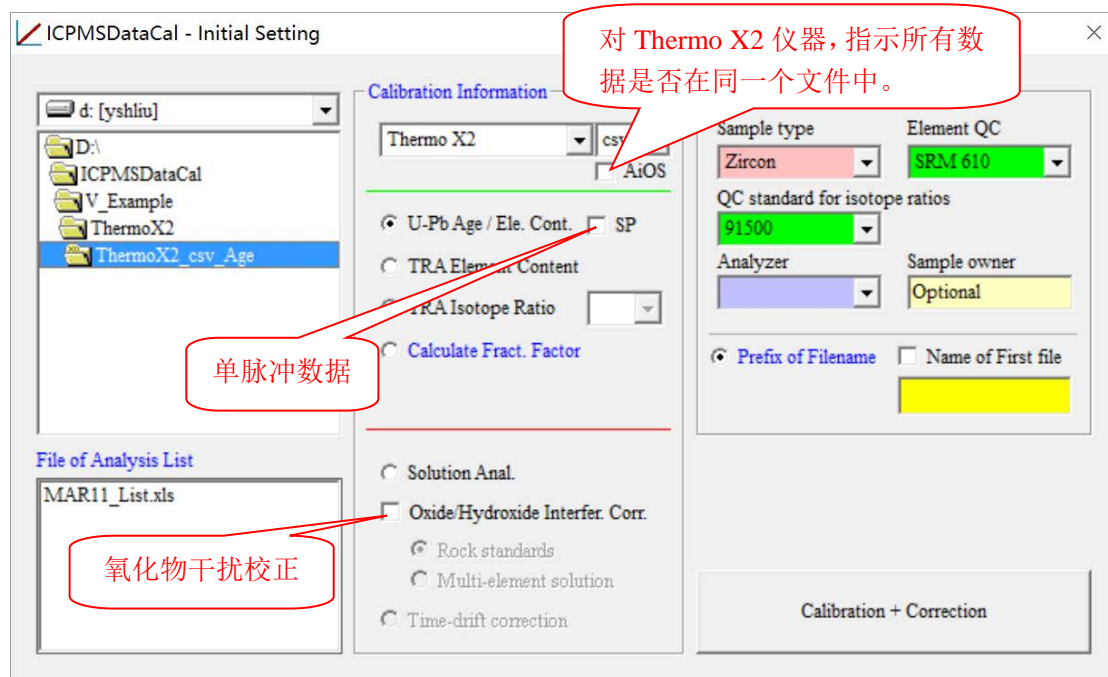 ICPMSDataCal - Initial Setting
对 Thermo X2 仪器，指示所有数
据是否在同一个文件中。
d: [yshliu]
D:\
ICPMSDataCal
V_Example
ThermoX2
ThermoX2_csv_Age
File of Analysis List
MAR11_List.xls
Calibration Information
Thermo X2
AiOS
U-Pb Age / Ele. Cont.
SP
TRA Element Content
TRA Isotope Ratio
Calculate Fract. Factor
单脉冲数据
Solution Anal.
Oxide/Hydroxide Interfer. Corr.
氧化物干扰校正
Rock standards
Multi-element solution
Time-drift correction
Sample type
Element QC
Zircon
SRM 610
QC standard for isotope ratios
91500
Analyzer
Sample owner
Optional
Prefix of Filename
Name of First file
Calibration + Correction